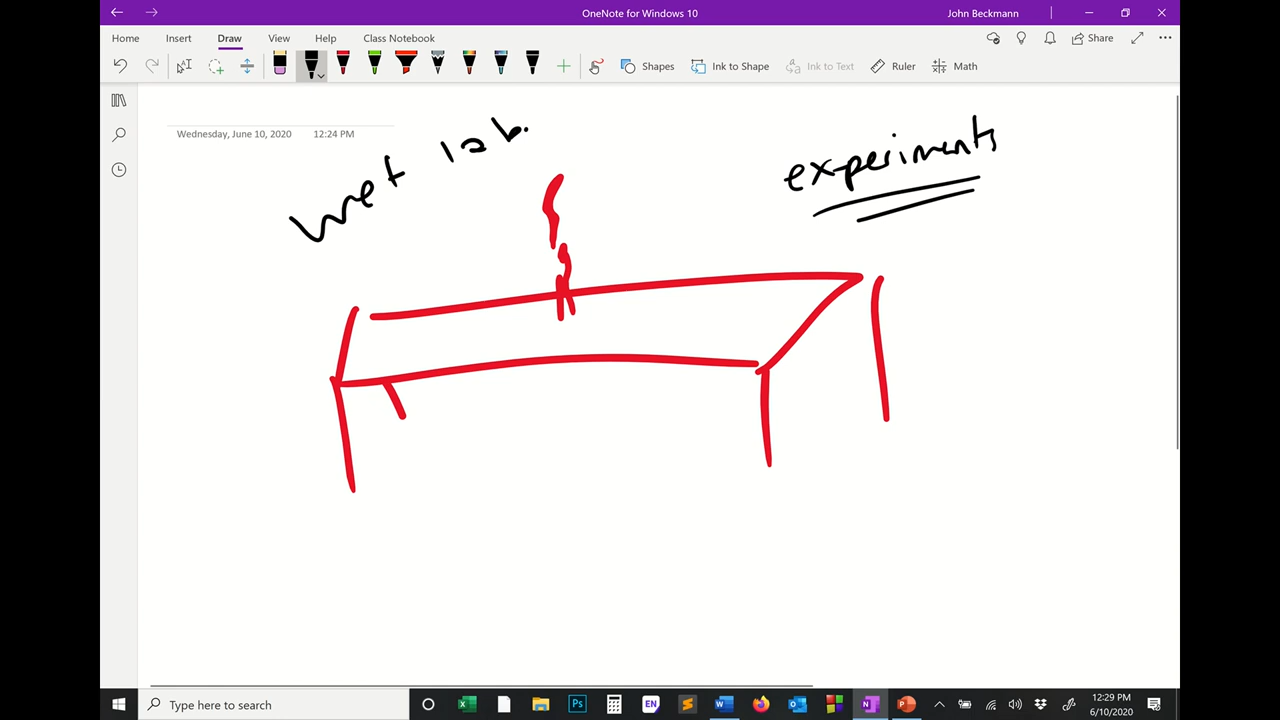 OneNote for Windows 10
John Beckmann
Home Insert Draw View Help Class Notebook
Share
Shapes Ink to Shape Ink to Text Ruler Math
Wednesday, June 10, 2020 12:24 PM
wet lab.
experiments
Type here to search
Ps
EN
12:29 PM
6/10/2020